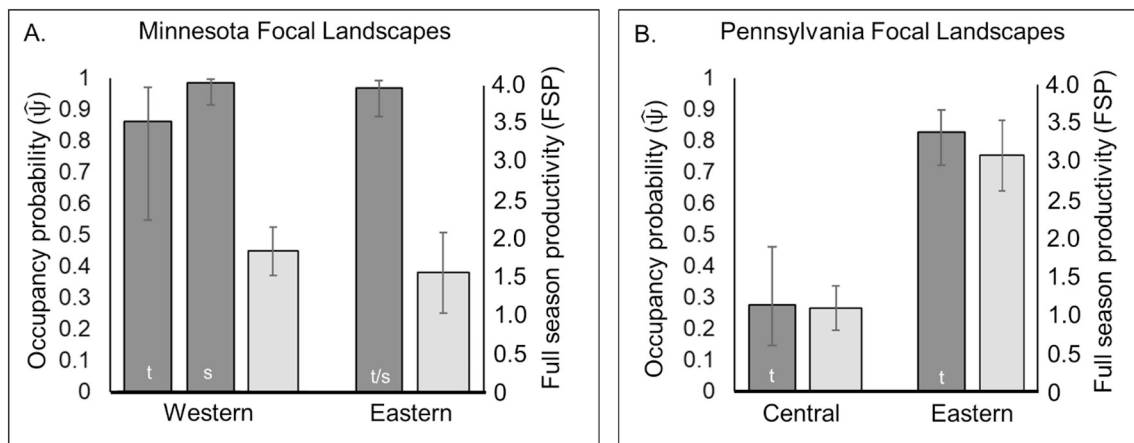 A. Minnesota Focal Landscapes
Occupancy probability (ψ̂)
1
0.9
0.8
0.7
0.6
0.5
0.4
0.3
0.2
0.1
0
t
s
t/s
Western
Eastern
4.0
3.5
3.0
2.5
2.0
1.5
1.0
0.5
0
Full season productivity (FSP)
B. Pennsylvania Focal Landscapes
Occupancy probability (ψ̂)
1
0.9
0.8
0.7
0.6
0.5
0.4
0.3
0.2
0.1
0
t
t
Central
Eastern
4.0
3.5
3.0
2.5
2.0
1.5
1.0
0.5
0
Full season productivity (FSP)